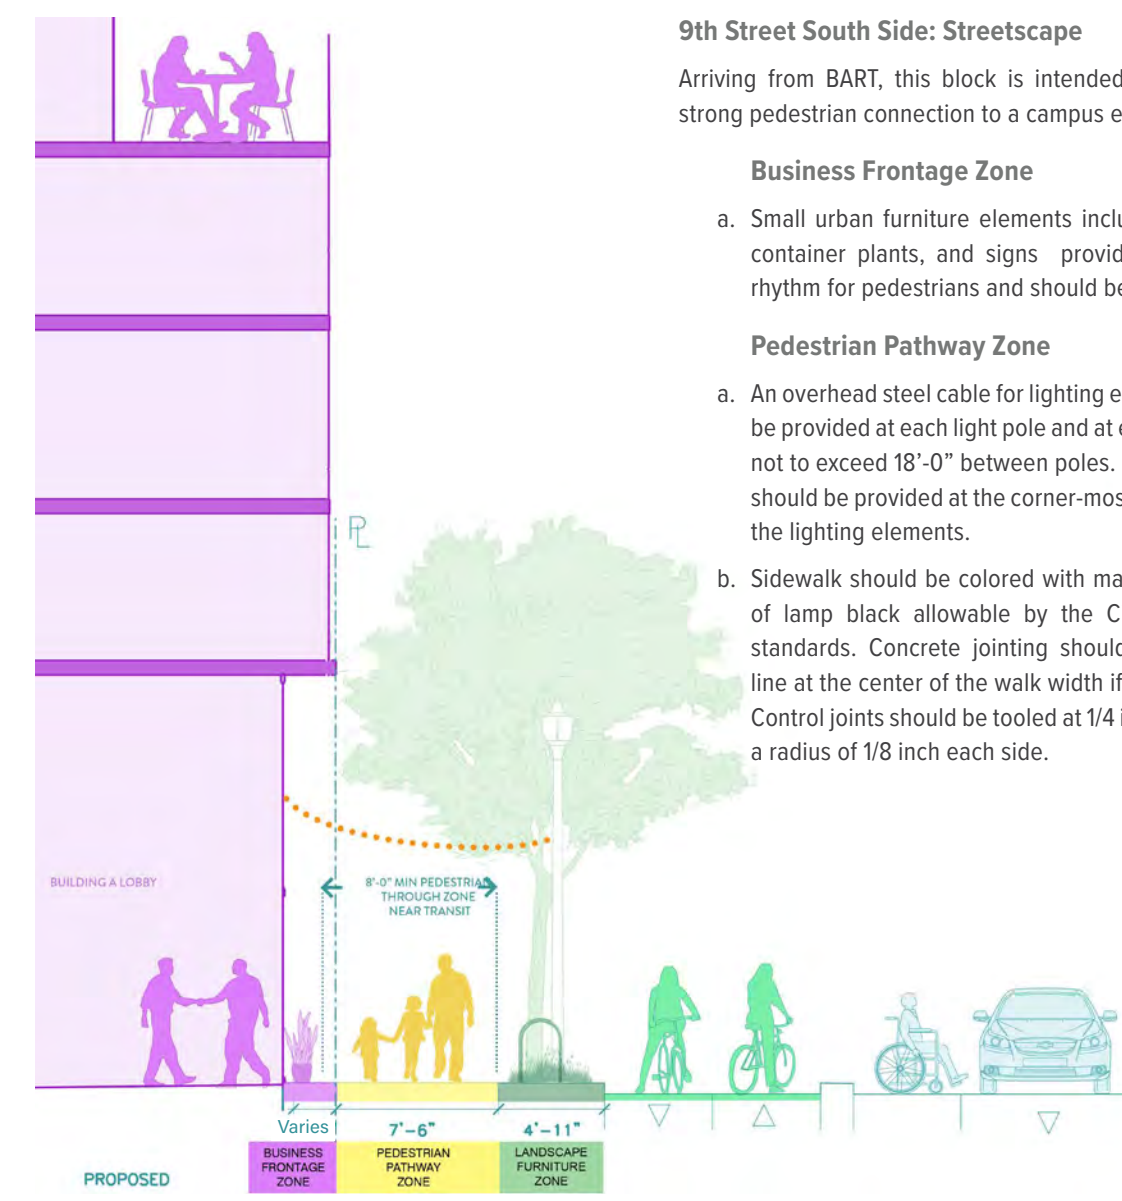 9th Street South Side: Streetscape
Arriving from BART, this block is intended
strong pedestrian connection to a campus e
Business Frontage Zone
a. Small urban furniture elements inclu
container plants, and signs provid
rhythm for pedestrians and should be
Pedestrian Pathway Zone
a. An overhead steel cable for lighting e
be provided at each light pole and at e
not to exceed 18’-0” between poles.
should be provided at the corner-mos
the lighting elements.
b. Sidewalk should be colored with ma
of lamp black allowable by the C
standards. Concrete jointing should
line at the center of the walk width if
Control joints should be tooled at 1/4 i
a radius of 1/8 inch each side.
PL
BUILDING A LOBBY
8'-0" MIN PEDESTRIA
THROUGH ZONE
NEAR TRANSIT
Varies
7'-6"
4'-11"
BUSINESS
FRONTAGE
ZONE
PEDESTRIAN
PATHWAY
ZONE
LANDSCAPE
FURNITURE
ZONE
PROPOSED